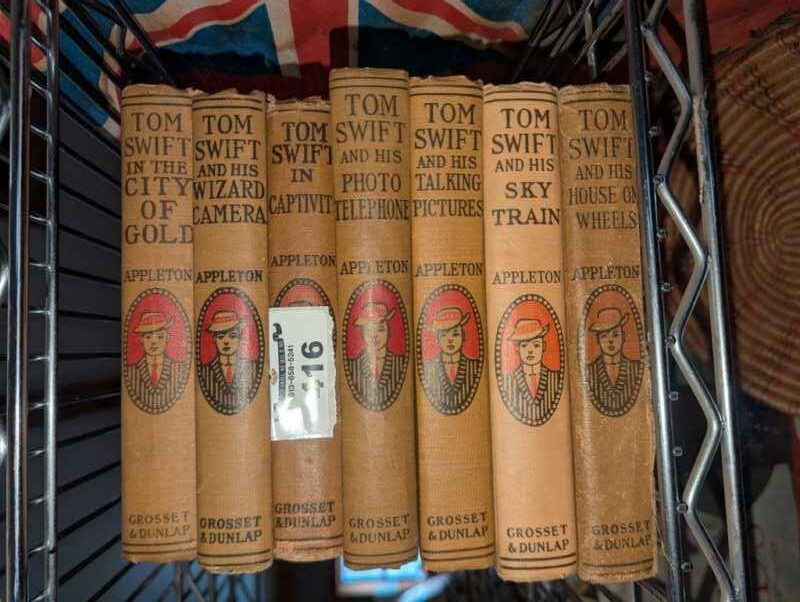 TOM
SWIFT
IN THE
CITY
OF
GOLD
APPLETON
GROSSET
& DUNLAP
TOM
SWIFT
AND HIS
WIZARD
CAMERA
APPLETON
GROSSET
& DUNLAP
TOM
SWIFT
IN
CAPTIVIT
APPLETON
416
GROSSET
& DUNLAP
TOM
SWIFT
AND HIS
PHOTO
TELEPHONE
APPLETON
GROSSET
& DUNLAP
TOM
SWIFT
AND HIS
TALKING
PICTURES
APPLETON
GROSSET
& DUNLAP
TOM
SWIFT
AND HIS
SKY
TRAIN
APPLETON
GROSSET
& DUNLAP
TOM
SWIFT
AND HIS
HOUSE ON
WHEELS
APPLETON
GROSSET
& DUNLAP